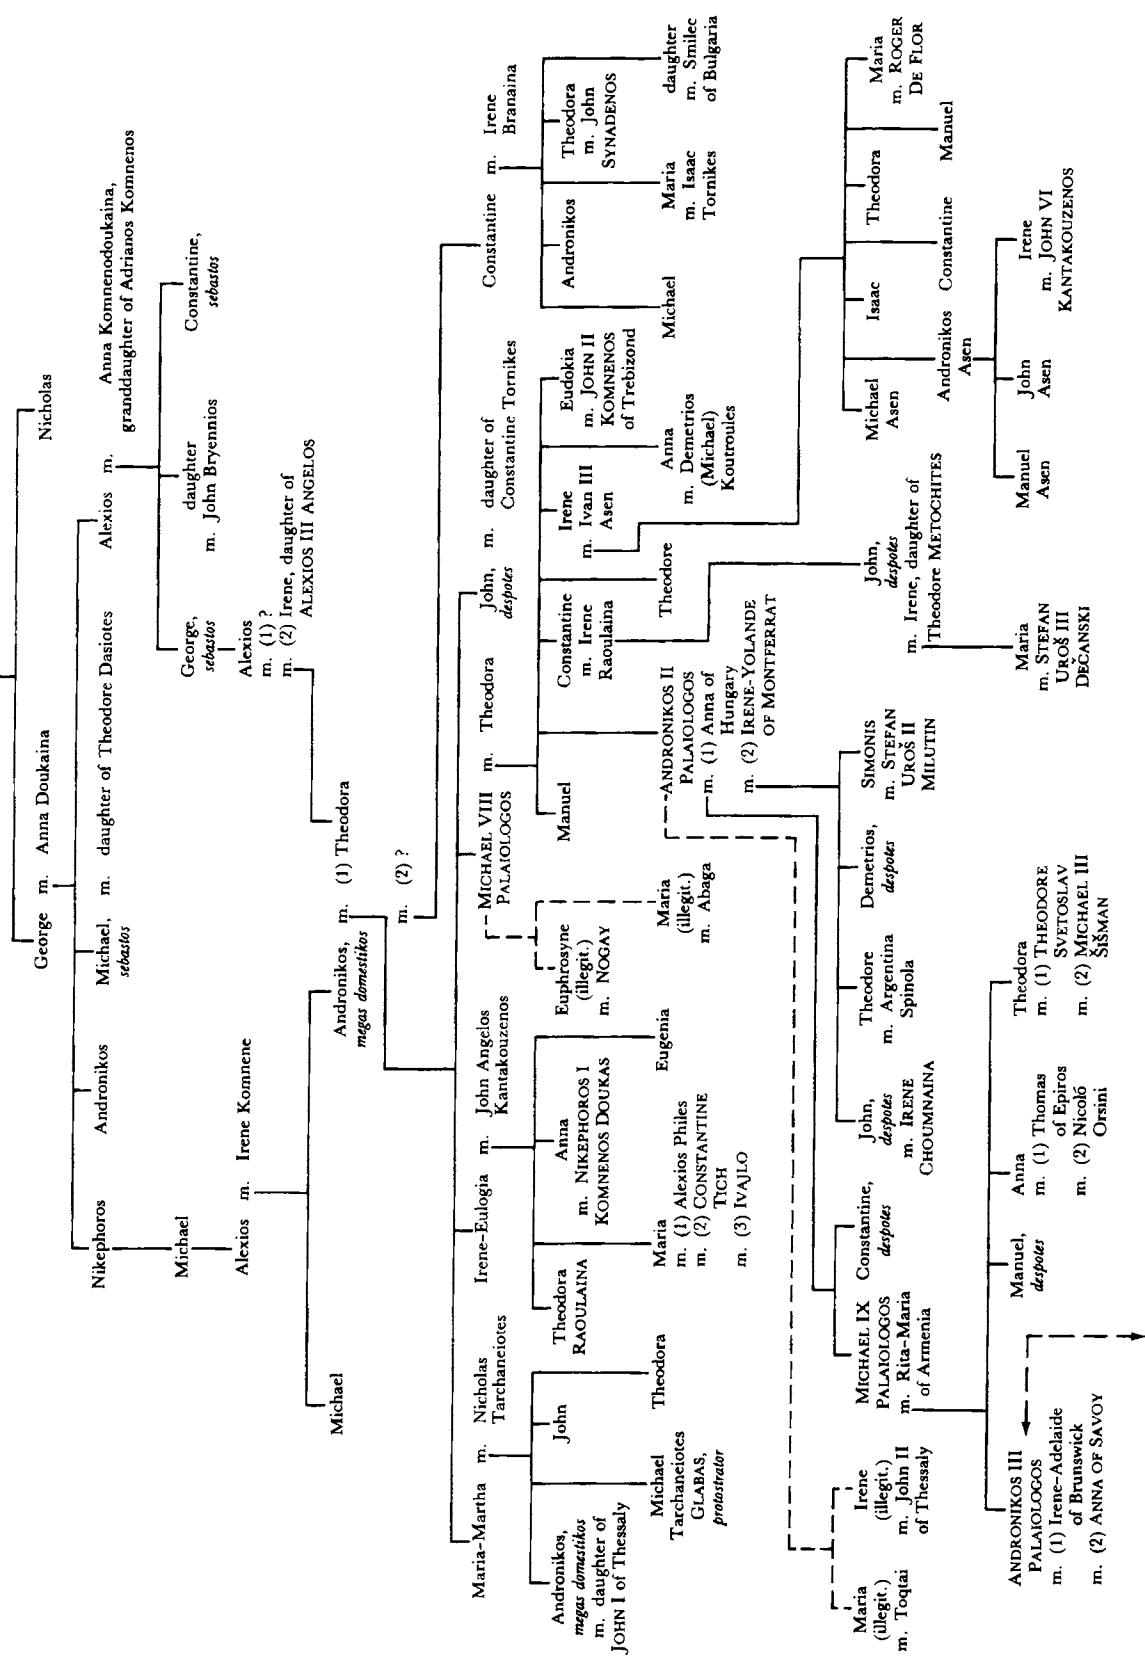 Nicholas
George m. Anna Doukaina
Nikephoros
Andronikos
Michael,
sebastos
m. daughter of Theodore Dasiotes
Alexios m.
Anna Komnenodoukaina,
granddaughter of Adrianos Komnenos
Michael
George,
sebastos
daughter
m. John Bryennios
Constantine,
sebastos
Alexios m. Irene Komnene
Alexios
m. (1) ?
m. (2) Irene, daughter of
ALEXIOS III ANGELOS
Michael
Andronikos,
megas domestikos
m. (1) Theodora
m. (2) ?
Maria-Martha m. Nicholas
Tarchaneiotes
Irene-Eulogia m. John Angelos
Kantakouzenos
MICHAEL VIII
PALAIOLOGOS
m. Theodora
John,
despotes
m. daughter of
Constantine Tornikes
Constantine m. Irene
Branaina
Andronikos,
megas domestikos
m. daughter of
JOHN I of Thessaly
Michael
Tarchaneiotes
GLABAS,
protostrator
John
Theodora
Theodora
RAOULAINA
Maria
m. (1) Alexios Philes
m. (2) CONSTANTINE
TICH
m. (3) IVAJLO
Anna
m. NIKEPHOROS I
KOMNENOS DOUKAS
Eugenia
Euphrosyne
(illegit.)
m. NOGAY
Maria
(illegit.)
m. Abaga
Manuel
ANDRONIKOS II
PALAIOLOGOS
m. (1) Anna of
Hungary
m. (2) IRENE-YOLANDE
OF MONTFERRAT
Constantine
m. Irene
Raoulaina
Theodore
Irene
m. Ivan III
Asen
Anna
m. Demetrios
(Michael)
Koutroules
Eudokia
m. JOHN II
KOMNENOS
of Trebizond
Michael
Andronikos
Maria
m. Isaac
Tornikes
Theodora
m. John
SYNADENOS
daughter
m. Smilec
of Bulgaria
Maria
(illegit.)
m. Toqtai
Irene
(illegit.)
m. John II
of Thessaly
MICHAEL IX
PALAIOLOGOS
m. Rita-Maria
of Armenia
Constantine,
despotes
John,
despotes
m. IRENE
CHOUMNAINA
Theodore
m. Argentina
Spinola
Demetrios,
despotes
SIMONIS
m. STEFAN
UROŠ II
MILUTIN
John,
despotes
m. Irene, daughter of
Theodore METOCHITES
Michael
Asen
Andronikos
Asen
Isaac
Constantine
Theodora
Manuel
Maria
m. ROGER
DE FLOR
ANDRONIKOS III
PALAIOLOGOS
m. (1) Irene-Adelaide
of Brunswick
m. (2) ANNA OF SAVOY
Manuel,
despotes
Anna
m. (1) Thomas
of Epiros
m. (2) Nicolò
Orsini
Theodora
m. (1) THEODORE
SVETOSLAV
m. (2) MICHAEL III
ŠIŠMAN
Maria
m. STEFAN
UROŠ III
DEČANSKI
Manuel
Asen
John
Asen
Irene
m. JOHN VI
KANTAKOUZENOS